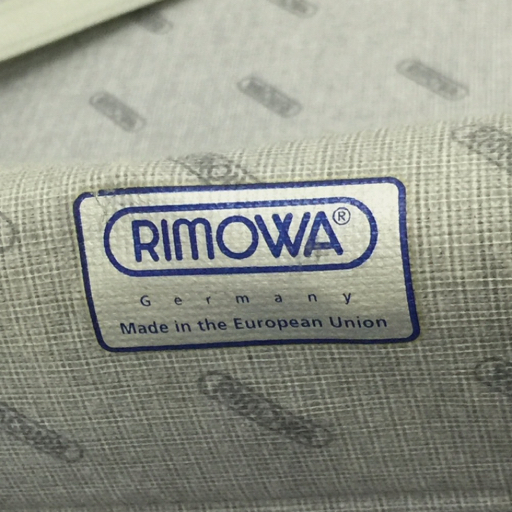 RIMOWA®
Germany
Made in the European Union